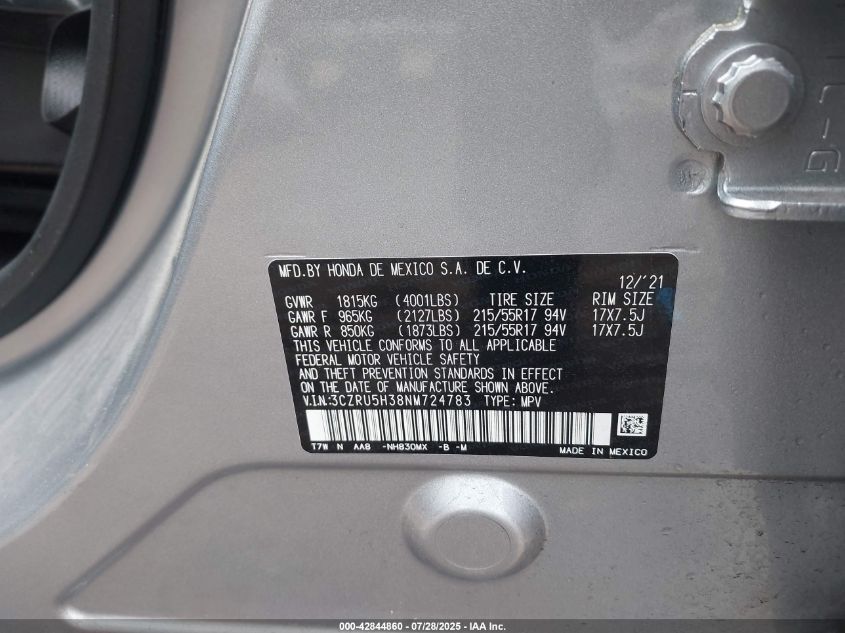 MFD.BY HONDA DE MEXICO S.A. DE C.V.
12/'21
GVWR 1815KG (4001LBS) TIRE SIZE RIM SIZE
GAWR F 965KG (2127LBS) 215/55R17 94V 17X7.5J
GAWR R 850KG (1873LBS) 215/55R17 94V 17X7.5J
THIS VEHICLE CONFORMS TO ALL APPLICABLE
FEDERAL MOTOR VEHICLE SAFETY
AND THEFT PREVENTION STANDARDS IN EFFECT
ON THE DATE OF MANUFACTURE SHOWN ABOVE.
V.I.N:3CZRU5H38NM724783 TYPE: MPV
T7W N AA8 -NH830MX -B -M
MADE IN MEXICO
000-42844860 - 07/28/2025 - IAA Inc.